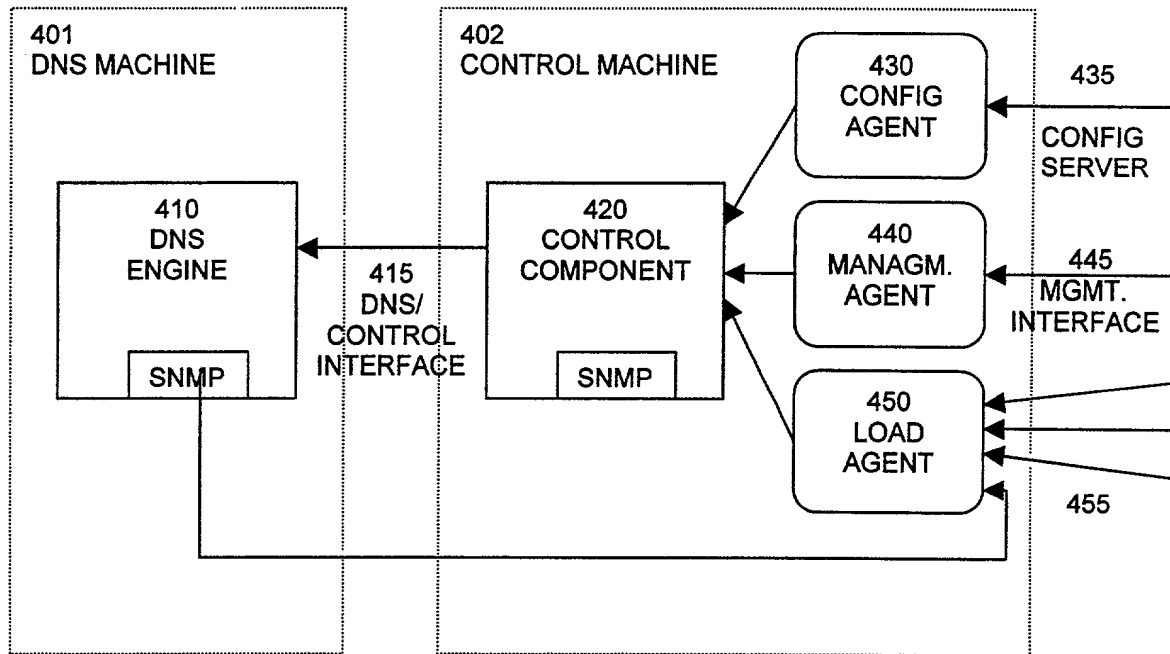 401
DNS MACHINE
402
CONTROL MACHINE
430
CONFIG
AGENT
435
CONFIG
SERVER
410
DNS
ENGINE
SNMP
415
DNS/
CONTROL
INTERFACE
420
CONTROL
COMPONENT
SNMP
440
MANAGM.
AGENT
445
MGMT.
INTERFACE
450
LOAD
AGENT
455